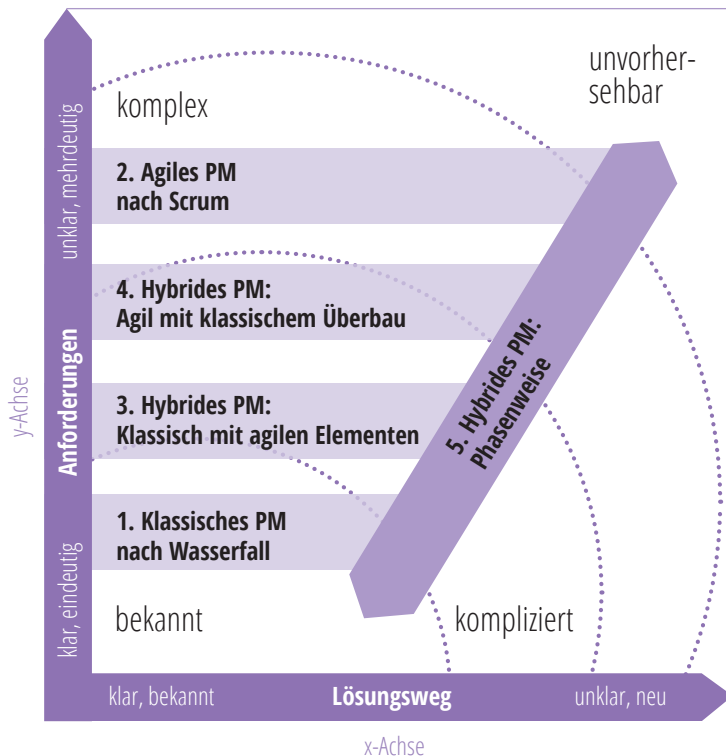 unvorher-
sehbar
komplex
2. Agiles PM
nach Scrum
4. Hybrides PM:
Agil mit klassischem Überbau
3. Hybrides PM:
Klassisch mit agilen Elementen
5. Hybrides PM:
Phasenweise
1. Klassisches PM
nach Wasserfall
bekannt
kompliziert
y-Achse
unklar, mehrdeutig
Anforderungen
klar, eindeutig
klar, bekannt
Lösungsweg
unklar, neu
x-Achse